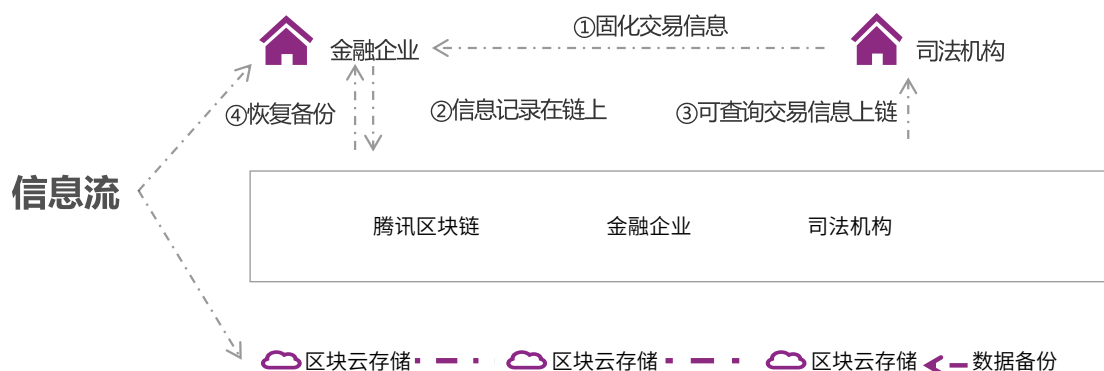 ①固化交易信息
金融企业
司法机构
④恢复备份
②信息记录在链上
③可查询交易信息上链
信息流
腾讯区块链 金融企业 司法机构
区块云存储 区块云存储 区块云存储 数据备份